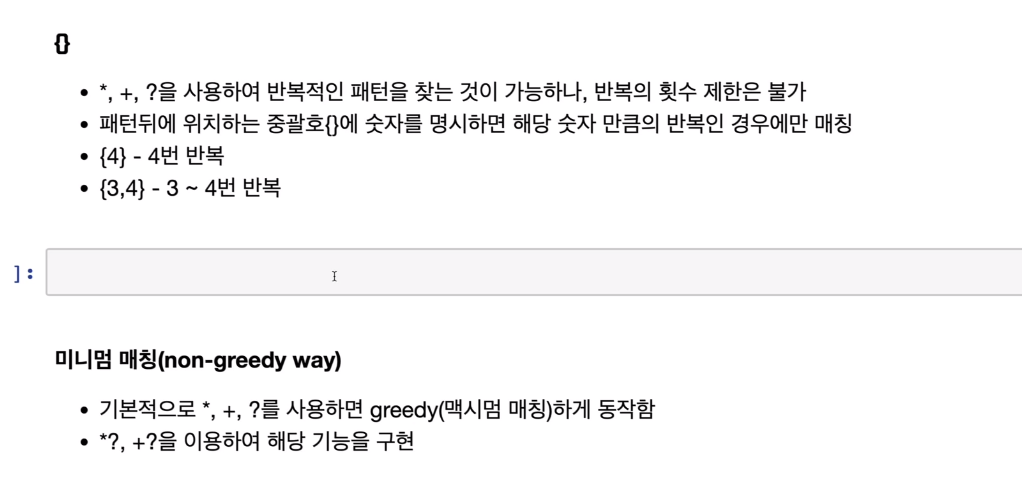 {}
• *, +, ?을 사용하여 반복적인 패턴을 찾는 것이 가능하나, 반복의 횟수 제한은 불가
• 패턴뒤에 위치하는 중괄호{}에 숫자를 명시하면 해당 숫자 만큼의 반복인 경우에만 매칭
• {4} - 4번 반복
• {3,4} - 3 ~ 4번 반복
]:
미니멈 매칭(non-greedy way)
• 기본적으로 *, +, ?를 사용하면 greedy(맥시멈 매칭)하게 동작함
• *?, +?을 이용하여 해당 기능을 구현